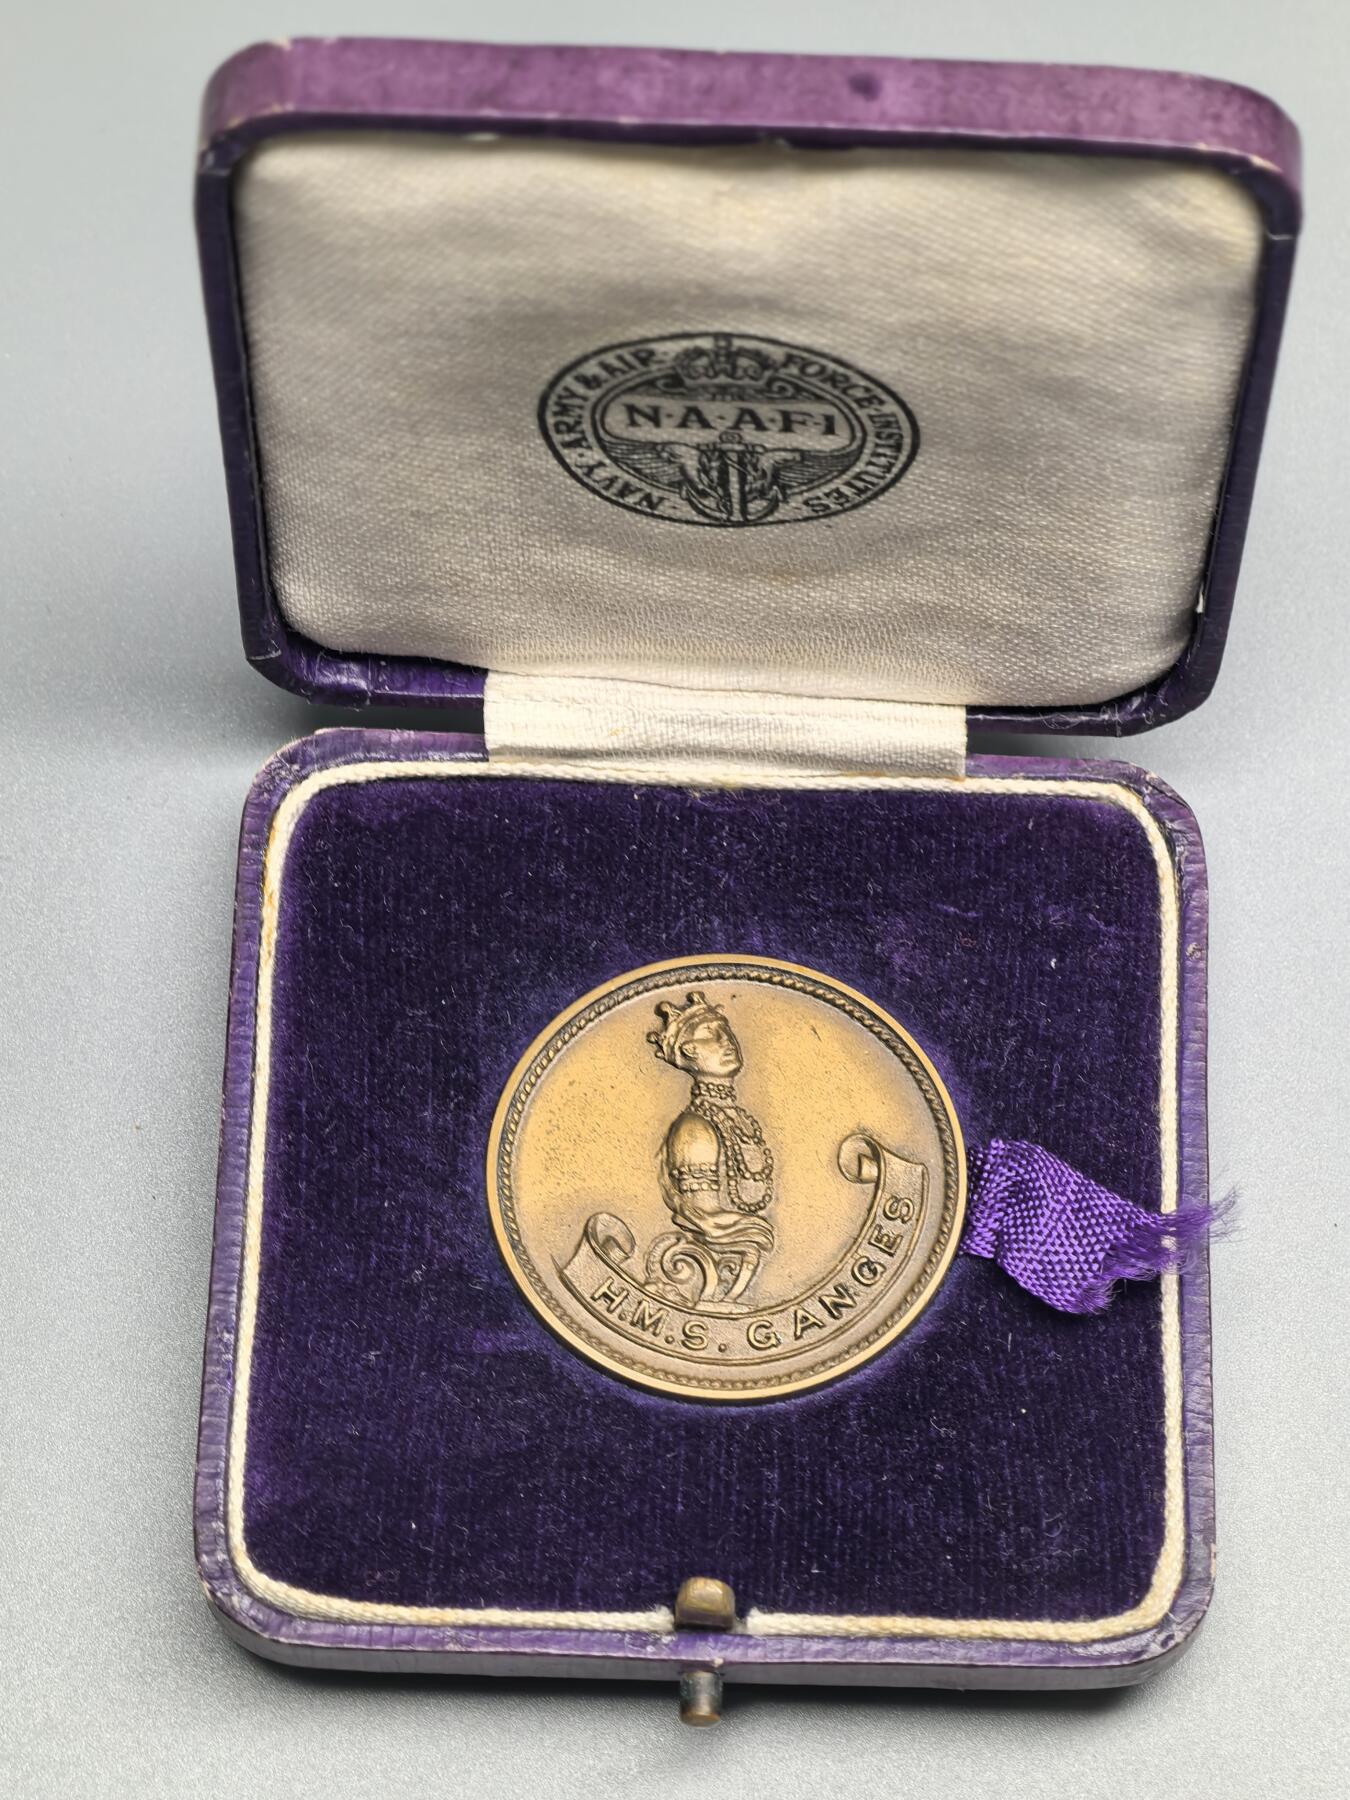 NAVY · ARMY & AIR FORCE · INSTITUTES
N·A·A·F·I
H.M.S. GANGES